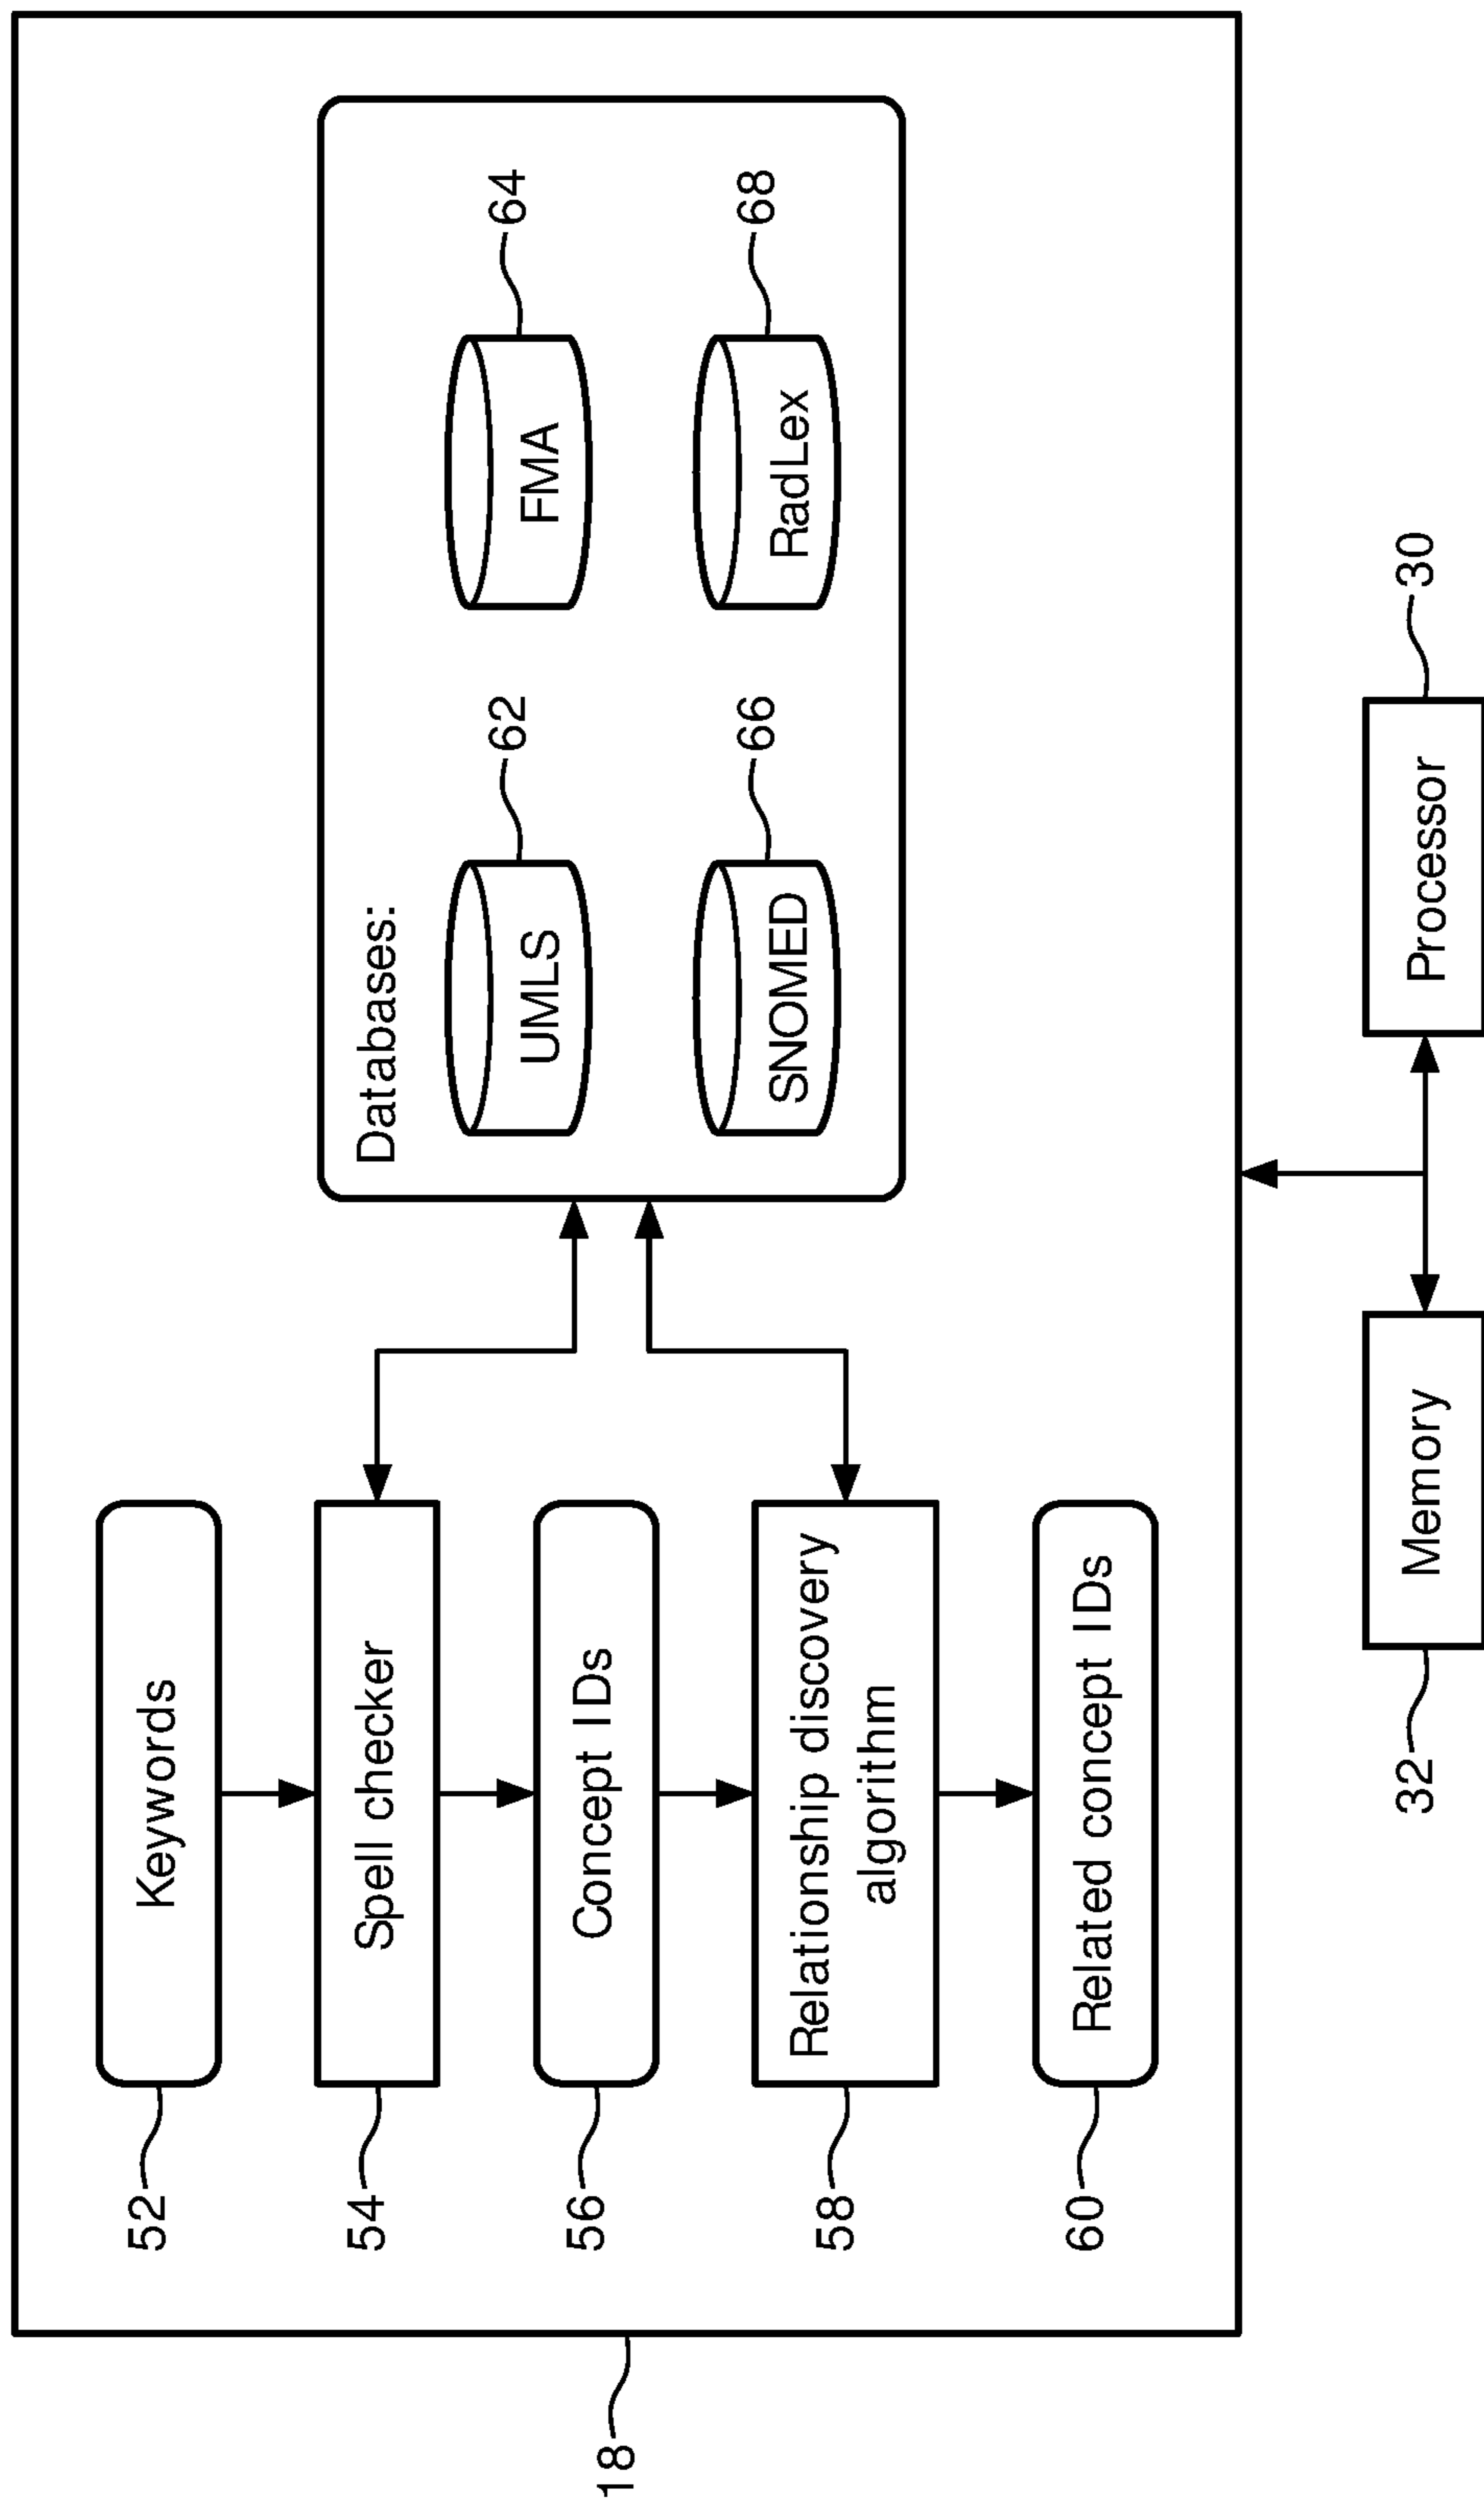 52
Keywords
54
Spell checker
56
Concept IDs
58
Relationship discovery
algorithm
60
Related concept IDs
18
Databases:
UMLS
62
FMA
64
SNOMED
66
RadLex
68
32
Memory
Processor
30